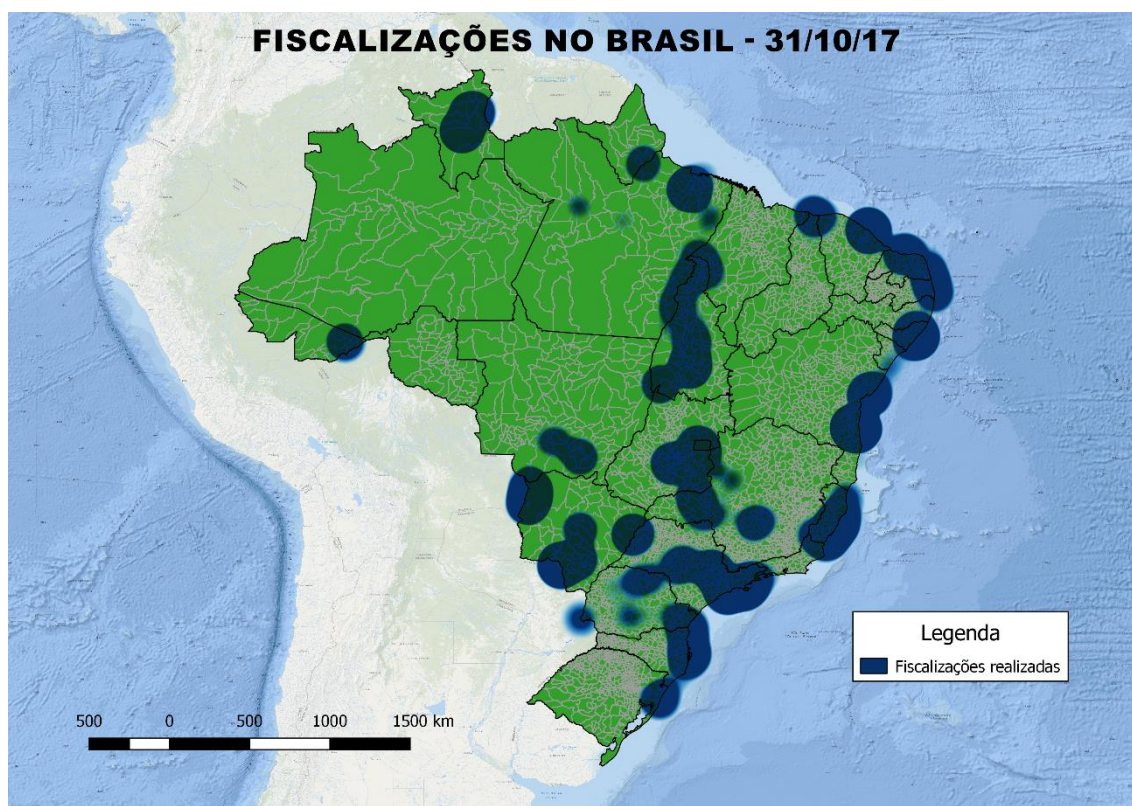 FISCALIZAÇÕES NO BRASIL - 31/10/17
Legenda
Fiscalizações realizadas
500 0 500 1000 1500 km